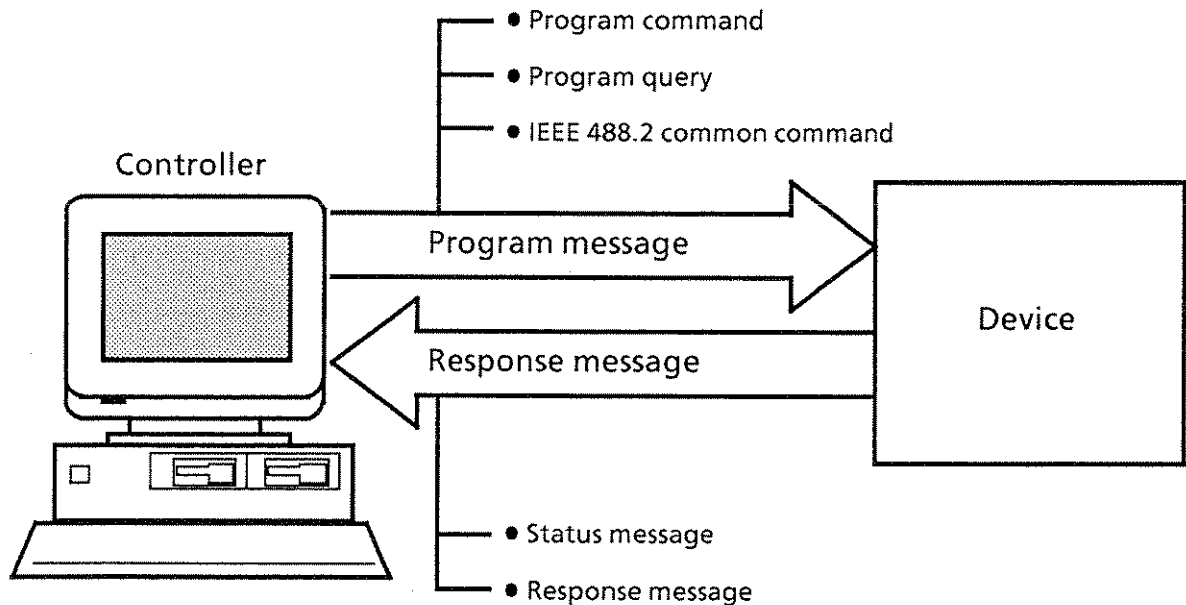 • Program command
• Program query
• IEEE 488.2 common command
Controller
Program message
Device
Response message
• Status message
• Response message